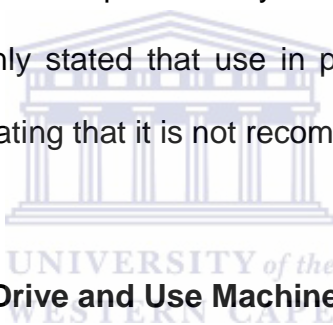 nly stated that use in p
ating that it is not recom
UNIVERSITY of the
Drive and Use Machine
WESTERN CAPE